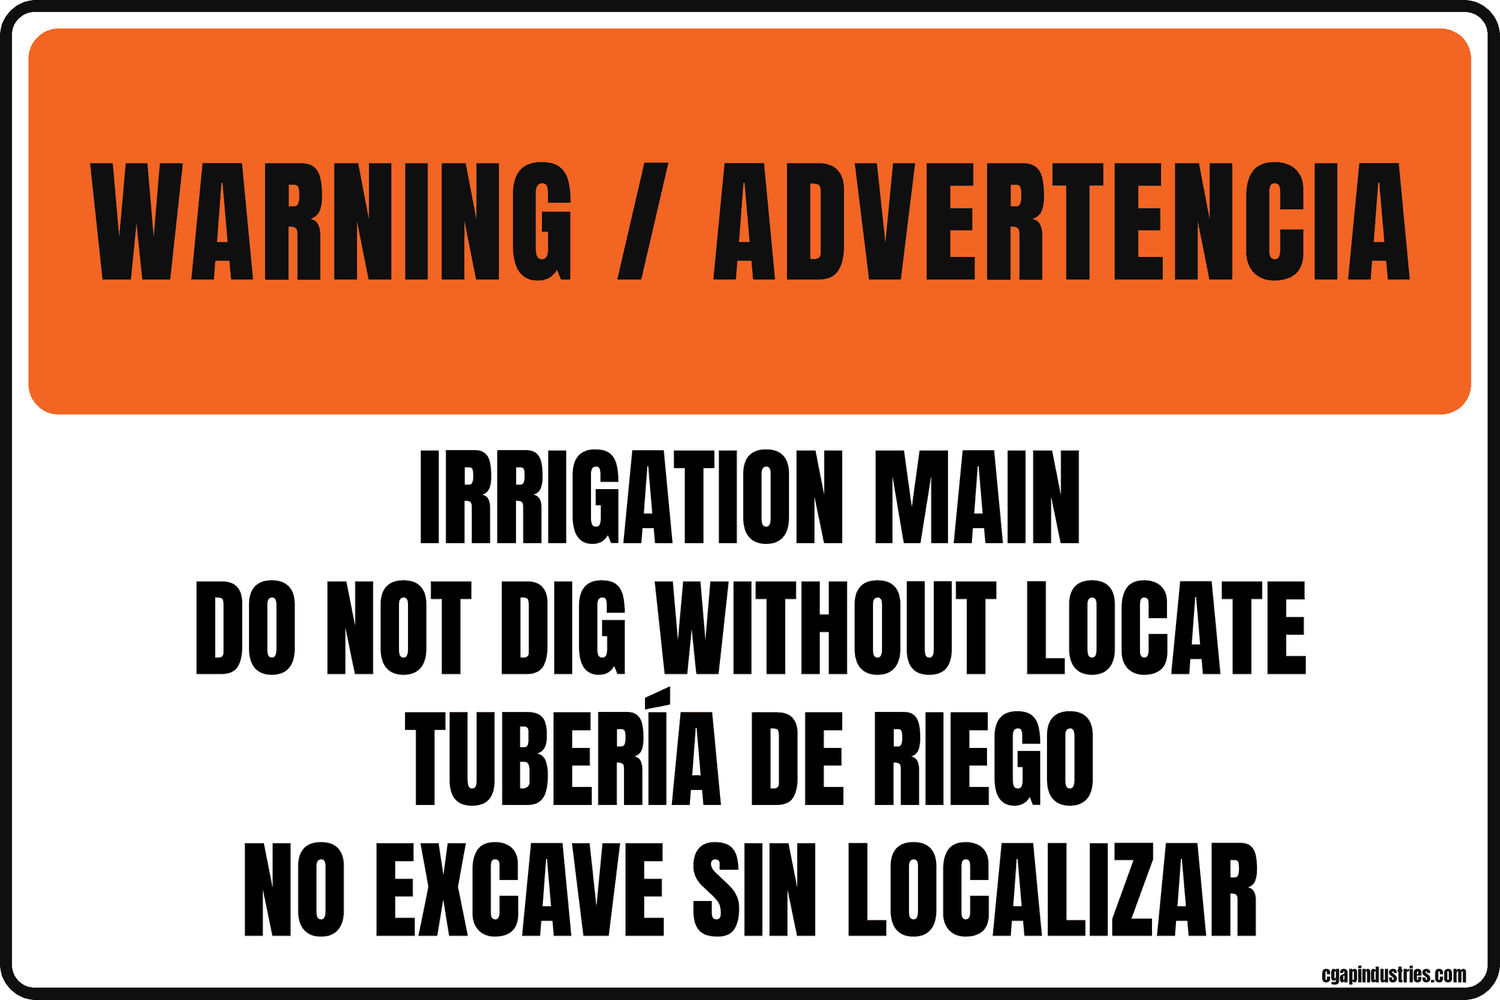 WARNING / ADVERTENCIA
IRRIGATION MAIN
DO NOT DIG WITHOUT LOCATE
TUBERÍA DE RIEGO
NO EXCAVE SIN LOCALIZAR
cgapindustries.com